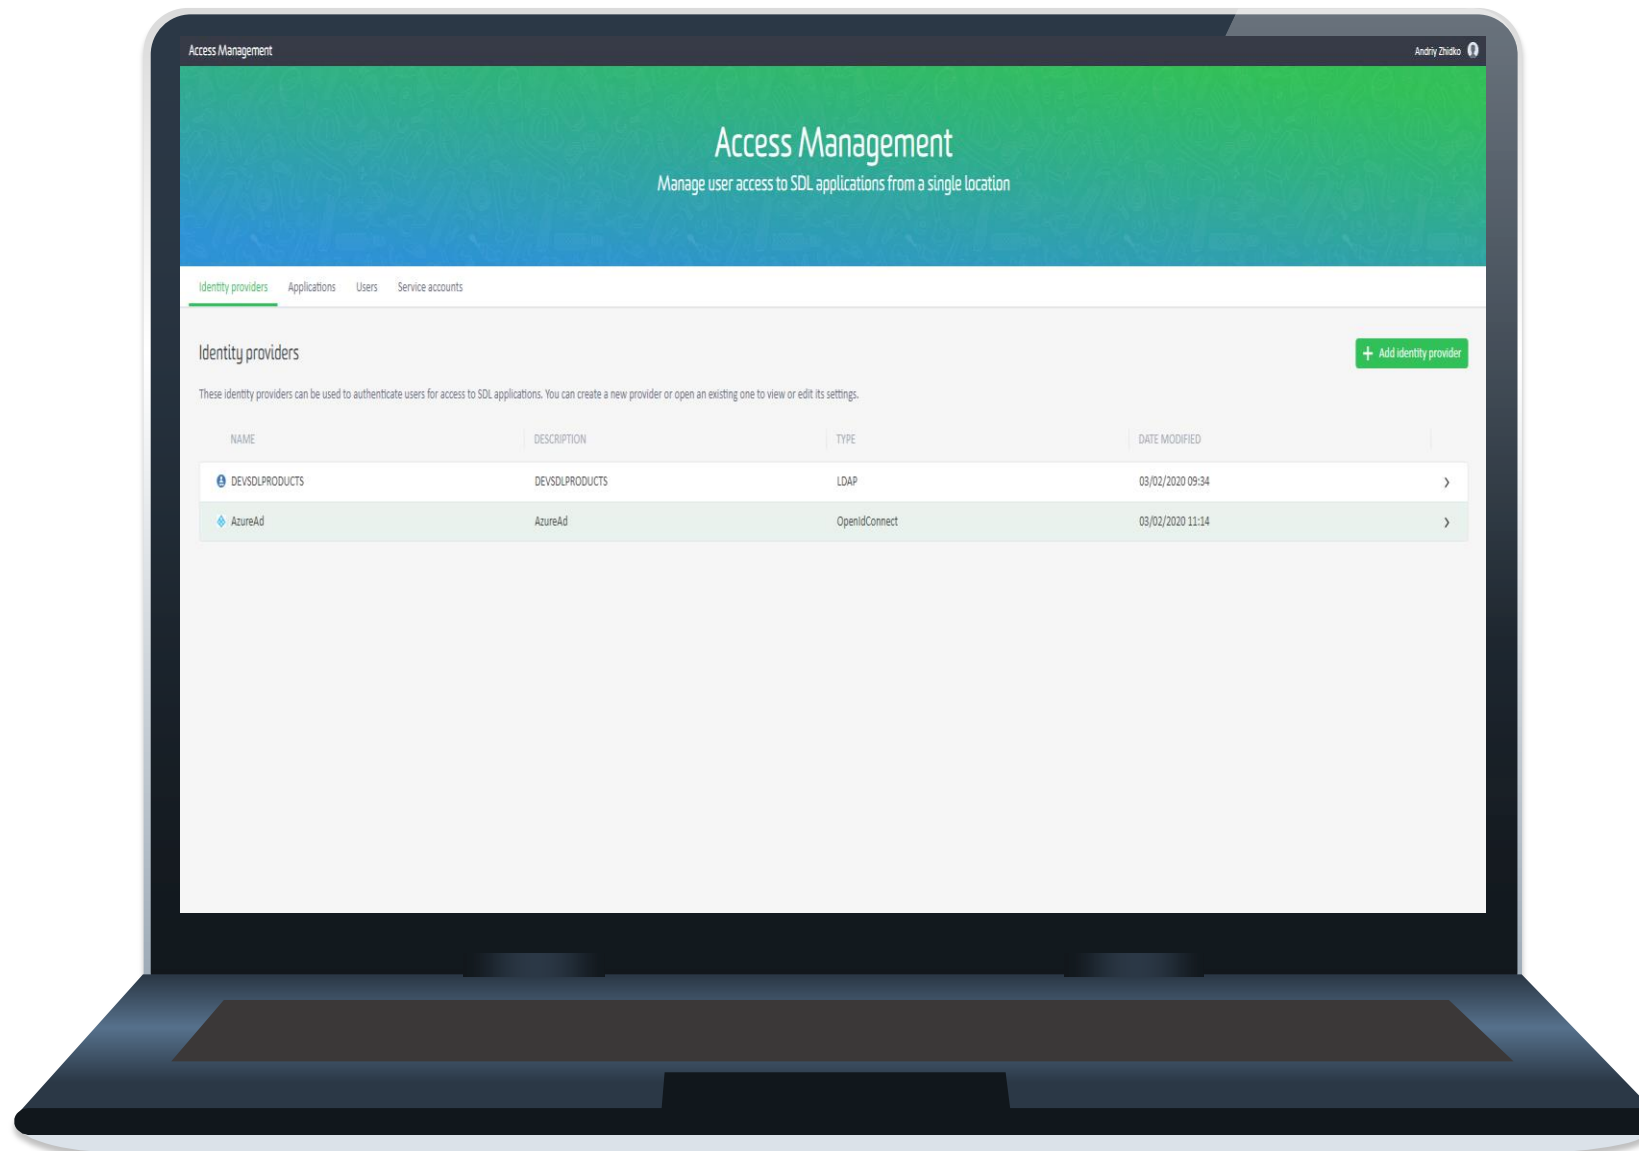 Access Management
Andriy Zhidko
Access Management
Manage user access to SDL applications from a single location
Identity providers Applications Users Service accounts
Identity providers
+ Add identity provider
These identity providers can be used to authenticate users for access to SDL applications. You can create a new provider or open an existing one to view or edit its settings.
NAME DESCRIPTION TYPE DATE MODIFIED
DEVSDLPRODUCTS DEVSDLPRODUCTS LDAP 03/02/2020 09:34
AzureAd AzureAd OpenIdConnect 03/02/2020 11:14